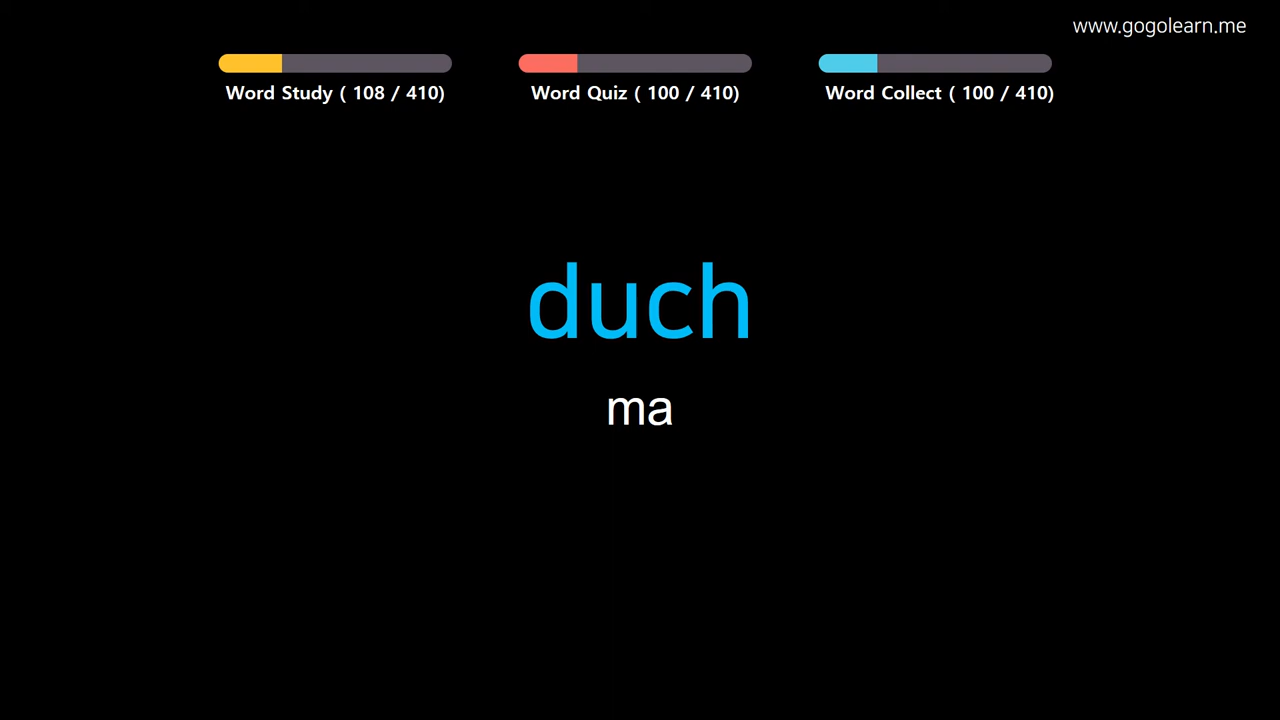 www.gogolearn.me
Word Study ( 108 / 410)
Word Quiz ( 100 / 410)
Word Collect ( 100 / 410)
duch
ma